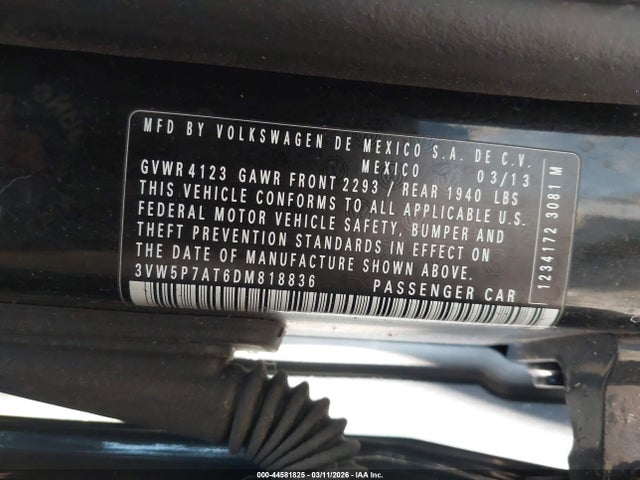 MFD BY VOLKSWAGEN DE MEXICO S.A. DE C.V.
MEXICO 03/13
GVWR 4123 GAWR FRONT 2293 / REAR 1940 LBS
THIS VEHICLE CONFORMS TO ALL APPLICABLE U.S.
FEDERAL MOTOR VEHICLE SAFETY, BUMPER AND
THEFT PREVENTION STANDARDS IN EFFECT ON
THE DATE OF MANUFACTURE SHOWN ABOVE.
3VW5P7AT6DM818836 PASSENGER CAR
1234172 3081 M
000-44581825 - 03/11/2026 - IAAI.COM